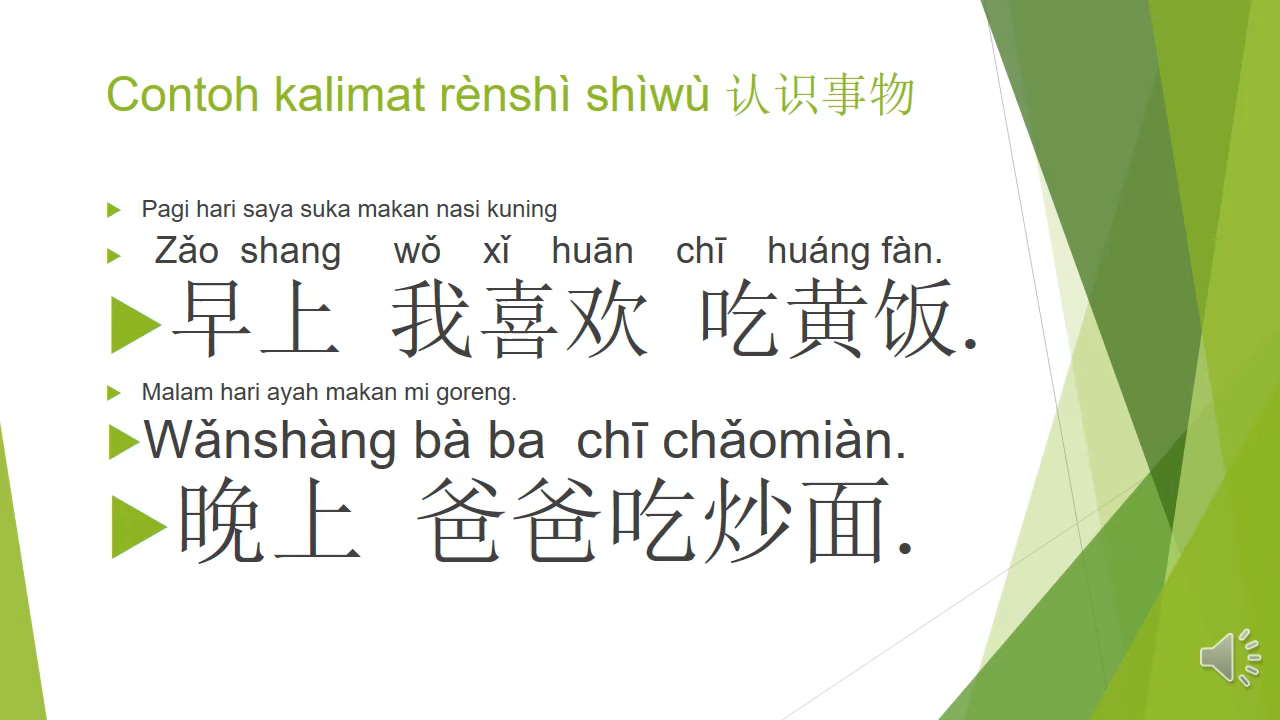 Contoh kalimat rènshì shìwù 认识事物
Pagi hari saya suka makan nasi kuning
Zǎo shang wǒ xǐ huān chī huáng fàn.
早上 我喜欢 吃黄饭.
Malam hari ayah makan mi goreng.
Wǎnshàng bà ba chī chǎomiàn.
晚上 爸爸吃炒面.